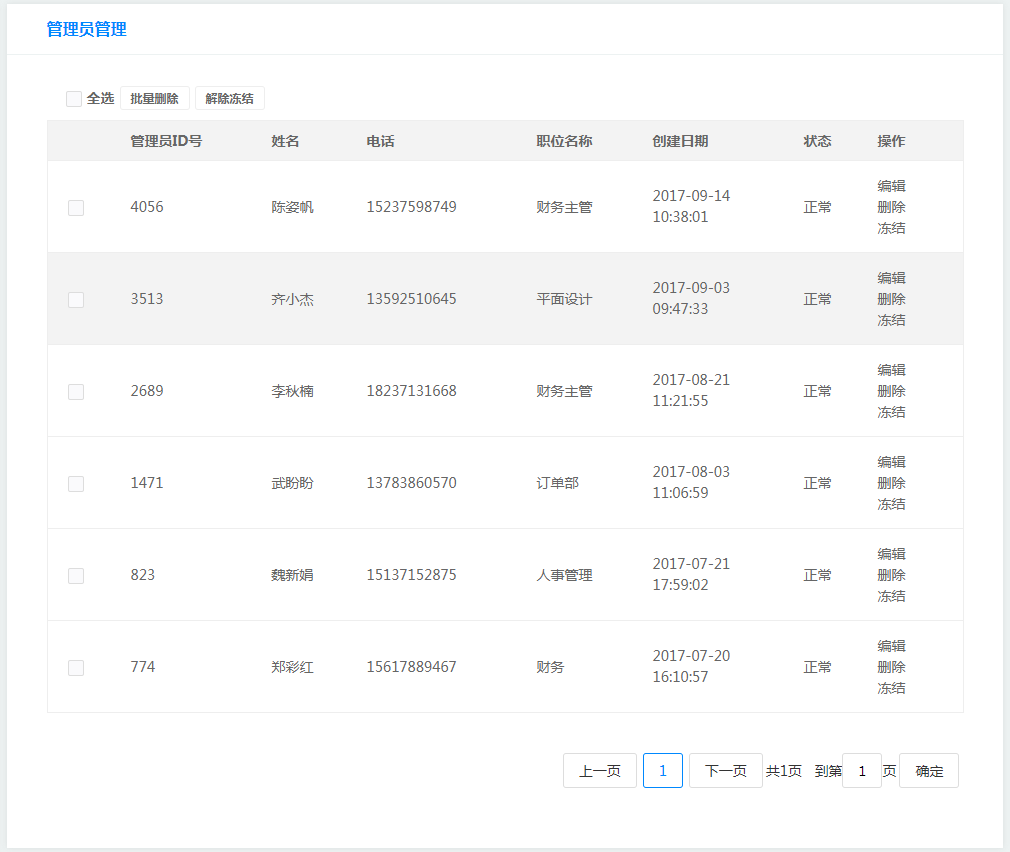 管理员管理
全选 批量删除 解除冻结
管理员ID号 姓名 电话 职位名称 创建日期 状态 操作
4056 陈姿帆 15237598749 财务主管 2017-09-14 10:38:01 正常 编辑 删除 冻结
3513 齐小杰 13592510645 平面设计 2017-09-03 09:47:33 正常 编辑 删除 冻结
2689 李秋楠 18237131668 财务主管 2017-08-21 11:21:55 正常 编辑 删除 冻结
1471 武盼盼 13783860570 订单部 2017-08-03 11:06:59 正常 编辑 删除 冻结
823 魏新娟 15137152875 人事管理 2017-07-21 17:59:02 正常 编辑 删除 冻结
774 郑彩红 15617889467 财务 2017-07-20 16:10:57 正常 编辑 删除 冻结
上一页 1 下一页 共1页 到第 1 页 确定